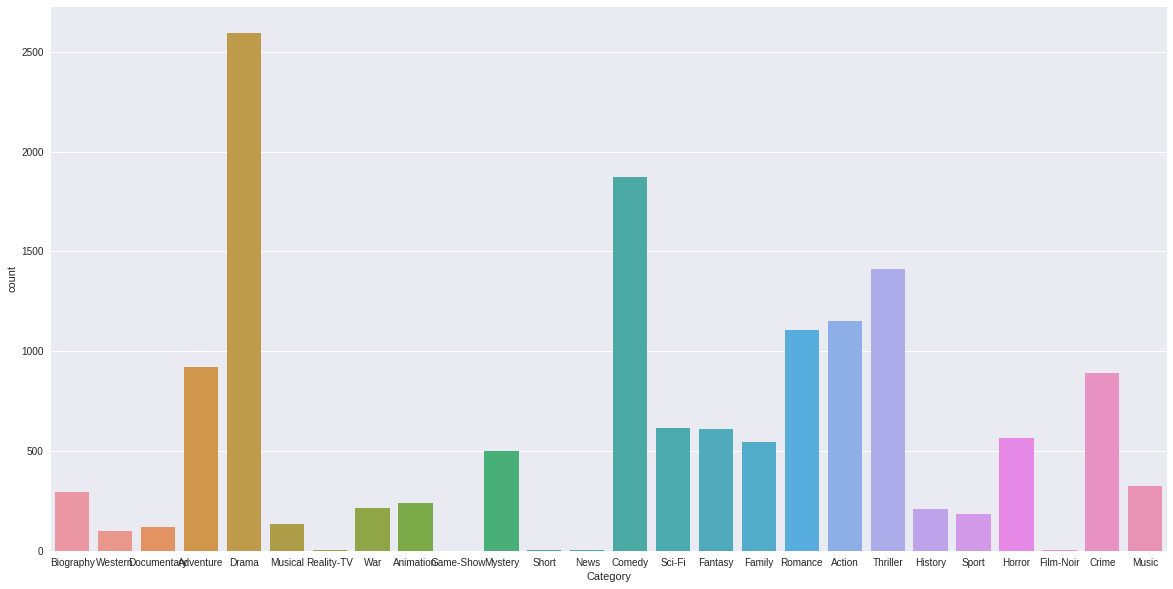 2500
2000
1500
1000
500
0
count
Biography Western Documentary Adventure Drama Musical Reality-TV War Animation Game-Show Mystery Short News Comedy Sci-Fi Fantasy Family Romance Action Thriller History Sport Horror Film-Noir Crime Music
Category